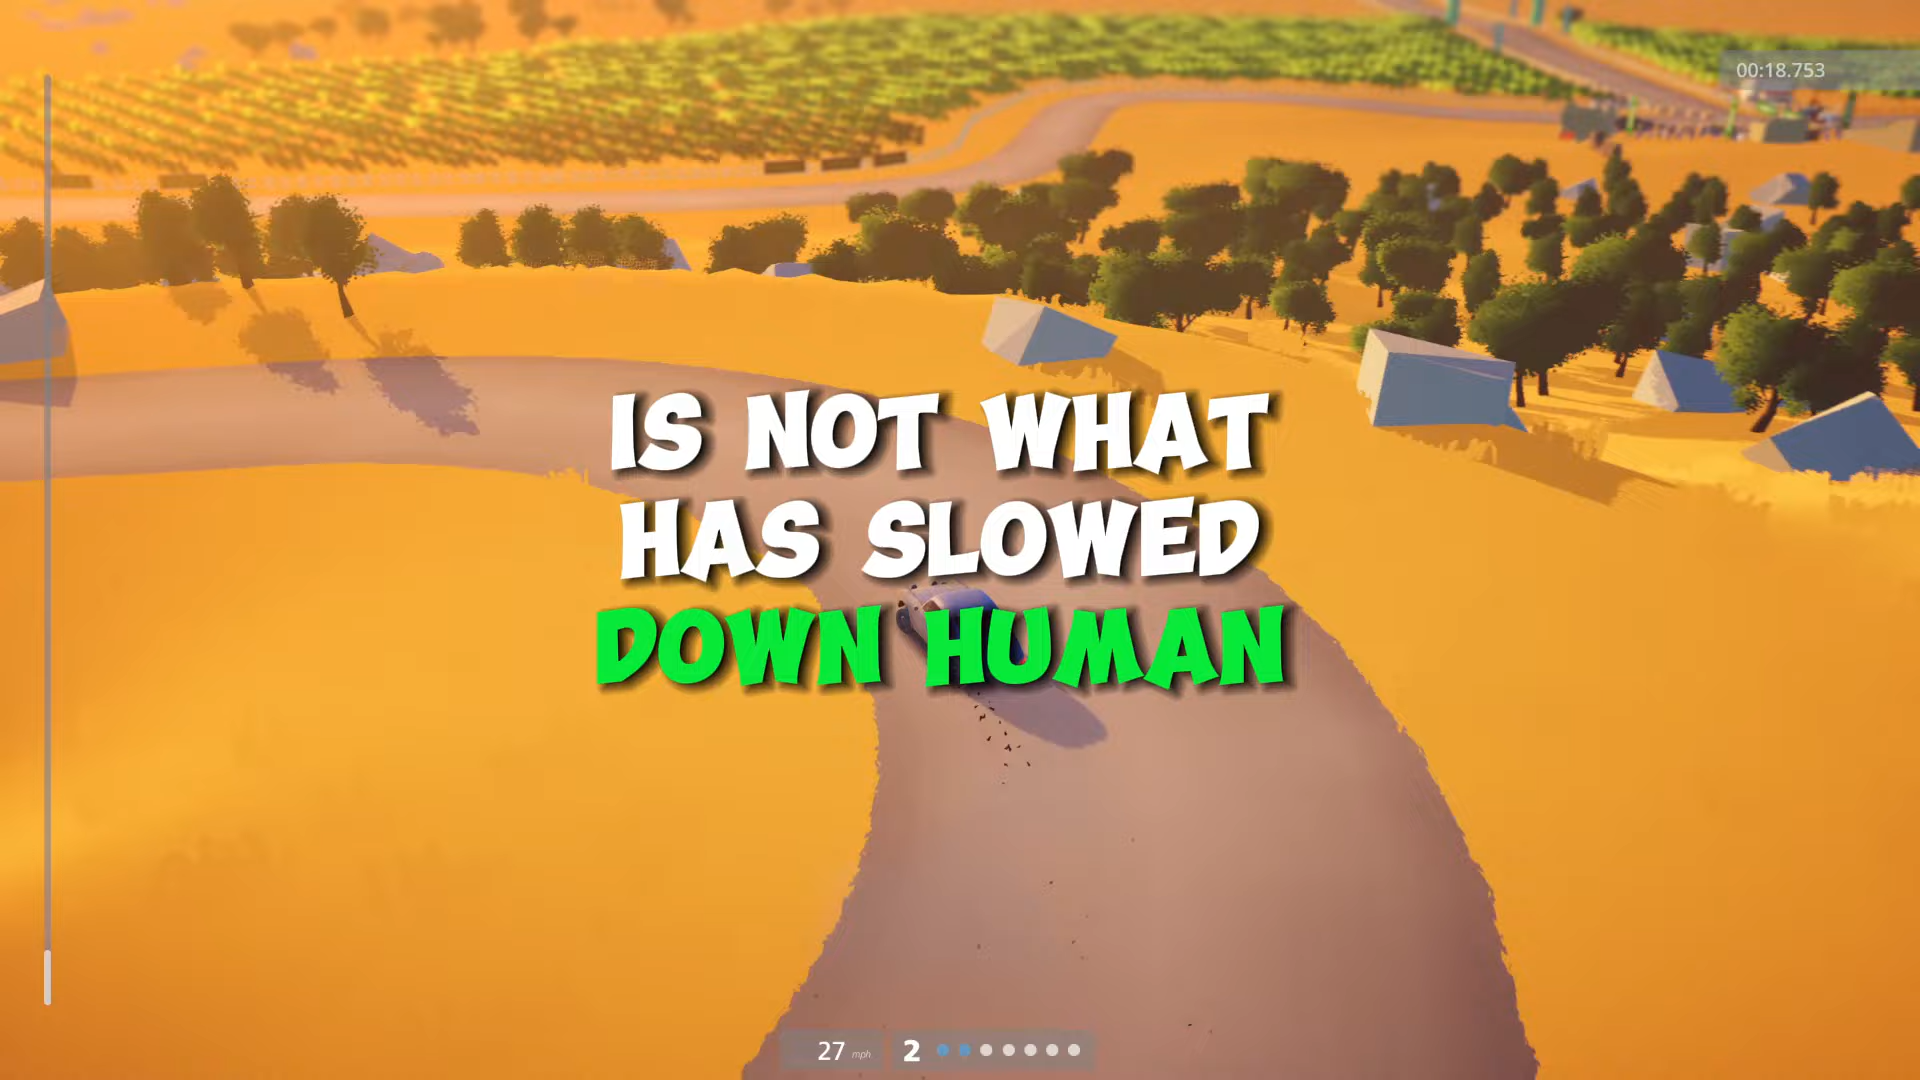 00:18.753
IS NOT WHAT
HAS SLOWED
DOWN HUMAN
27 mph 2